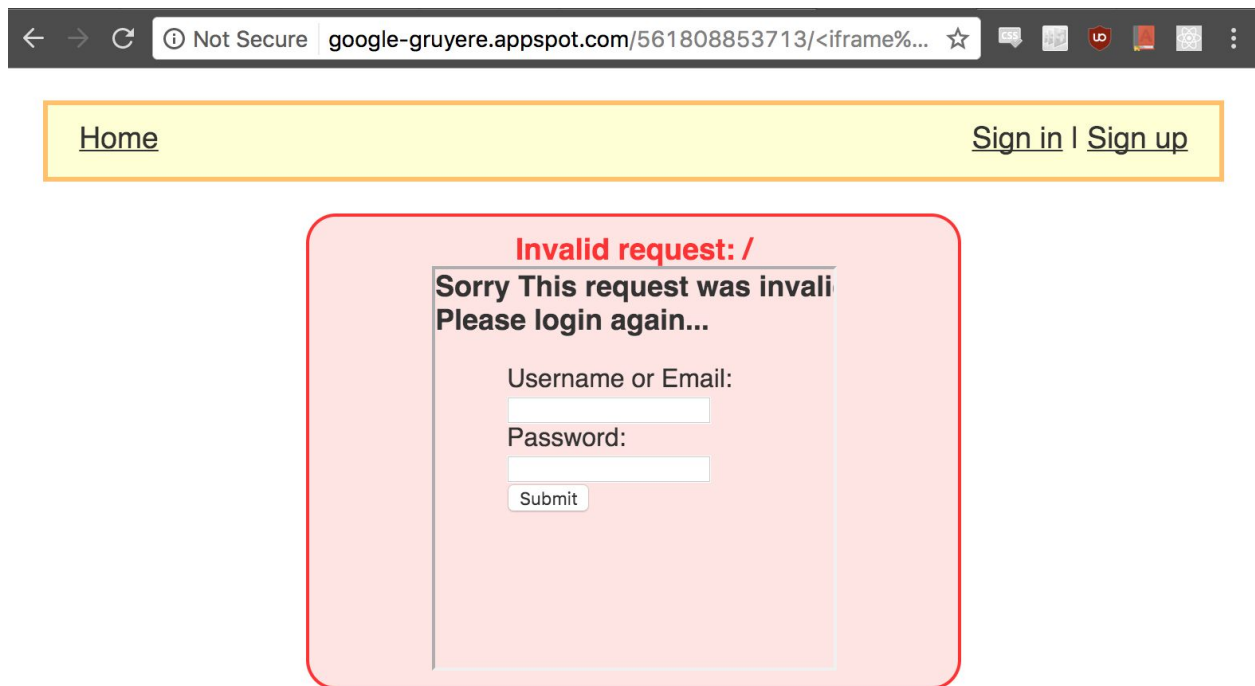 Not Secure google-gruyere.appspot.com/561808853713/<iframe%...
Home Sign in | Sign up
Invalid request: /
Sorry This request was invali
Please login again...
Username or Email:
Password:
Submit